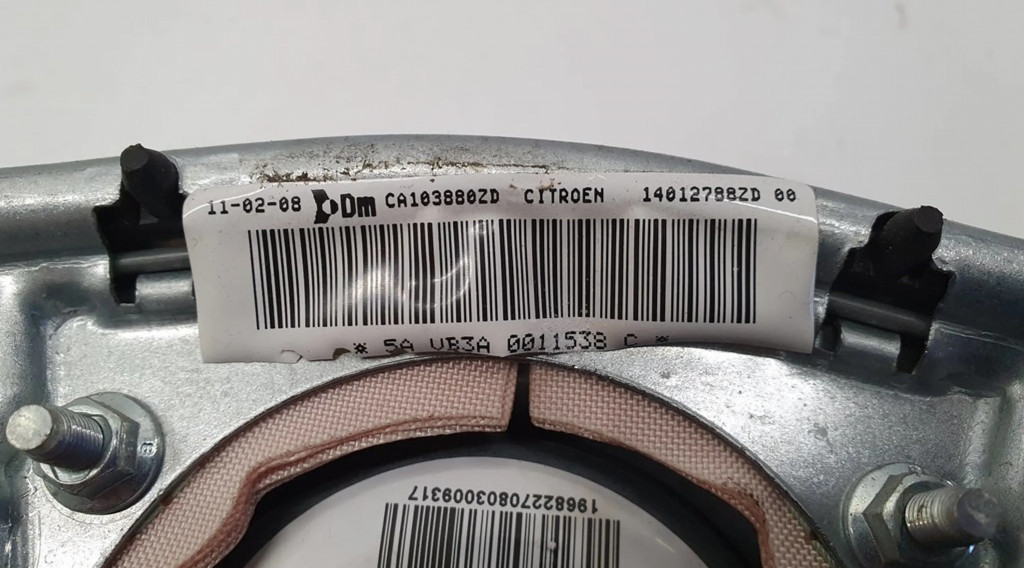 11-02-08 Dm CA103880ZD CITROEN 14012788ZD 00
* 5A VB3A 0011538 C *
19682270803009317